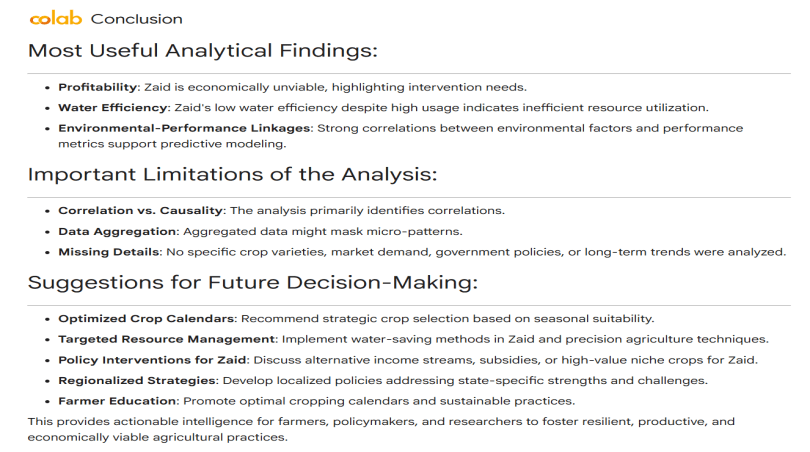 colab Conclusion
Most Useful Analytical Findings:
• Profitability: Zaid is economically unviable, highlighting intervention needs.
• Water Efficiency: Zaid's low water efficiency despite high usage indicates inefficient resource utilization.
• Environmental-Performance Linkages: Strong correlations between environmental factors and performance
metrics support predictive modeling.
Important Limitations of the Analysis:
• Correlation vs. Causality: The analysis primarily identifies correlations.
• Data Aggregation: Aggregated data might mask micro-patterns.
• Missing Details: No specific crop varieties, market demand, government policies, or long-term trends were analyzed.
Suggestions for Future Decision-Making:
• Optimized Crop Calendars: Recommend strategic crop selection based on seasonal suitability.
• Targeted Resource Management: Implement water-saving methods in Zaid and precision agriculture techniques.
• Policy Interventions for Zaid: Discuss alternative income streams, subsidies, or high-value niche crops for Zaid.
• Regionalized Strategies: Develop localized policies addressing state-specific strengths and challenges.
• Farmer Education: Promote optimal cropping calendars and sustainable practices.
This provides actionable intelligence for farmers, policymakers, and researchers to foster resilient, productive, and
economically viable agricultural practices.